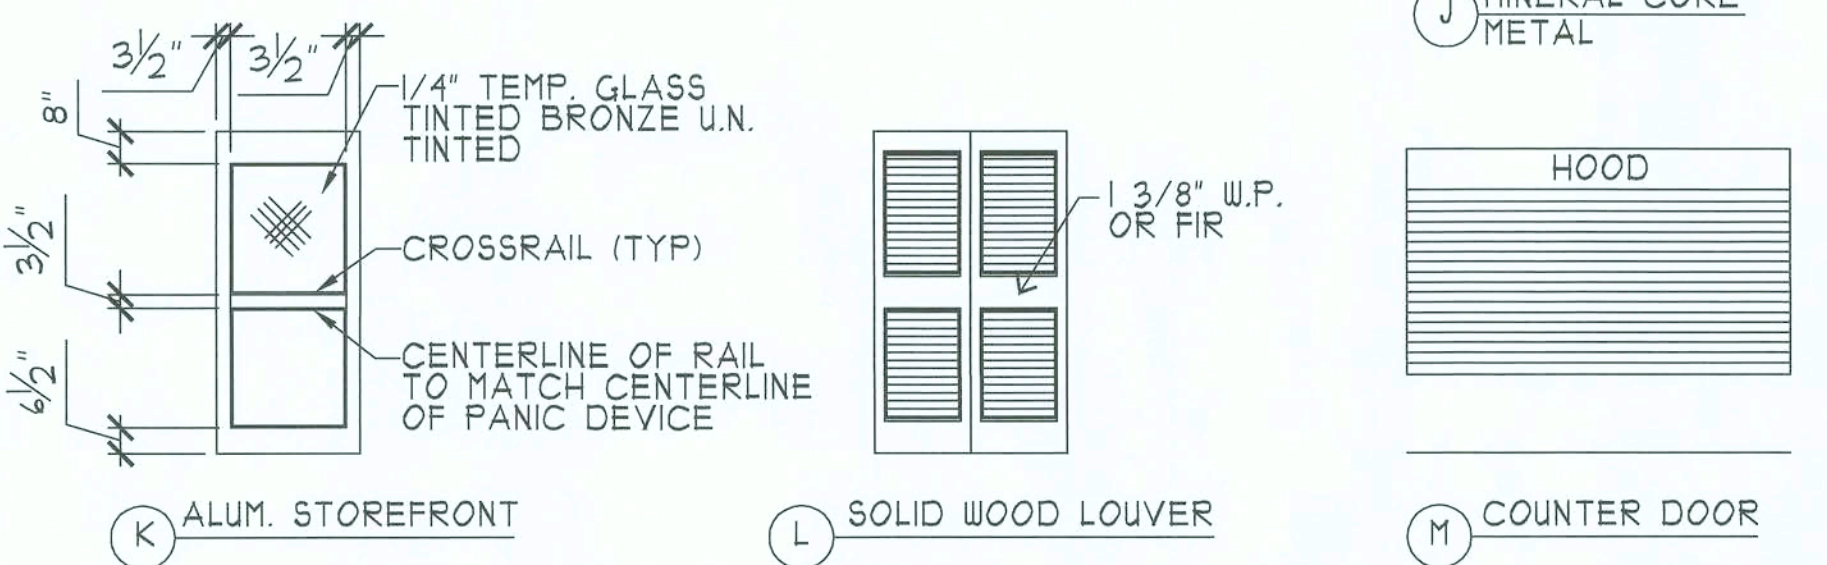 J MINERAL CORE
METAL
3½" 3½"
8"
3½"
6½"
1/4" TEMP. GLASS
TINTED BRONZE U.N.
TINTED
CROSSRAIL (TYP)
CENTERLINE OF RAIL
TO MATCH CENTERLINE
OF PANIC DEVICE
K ALUM. STOREFRONT
1 3/8" W.P.
OR FIR
L SOLID WOOD LOUVER
HOOD
M COUNTER DOOR